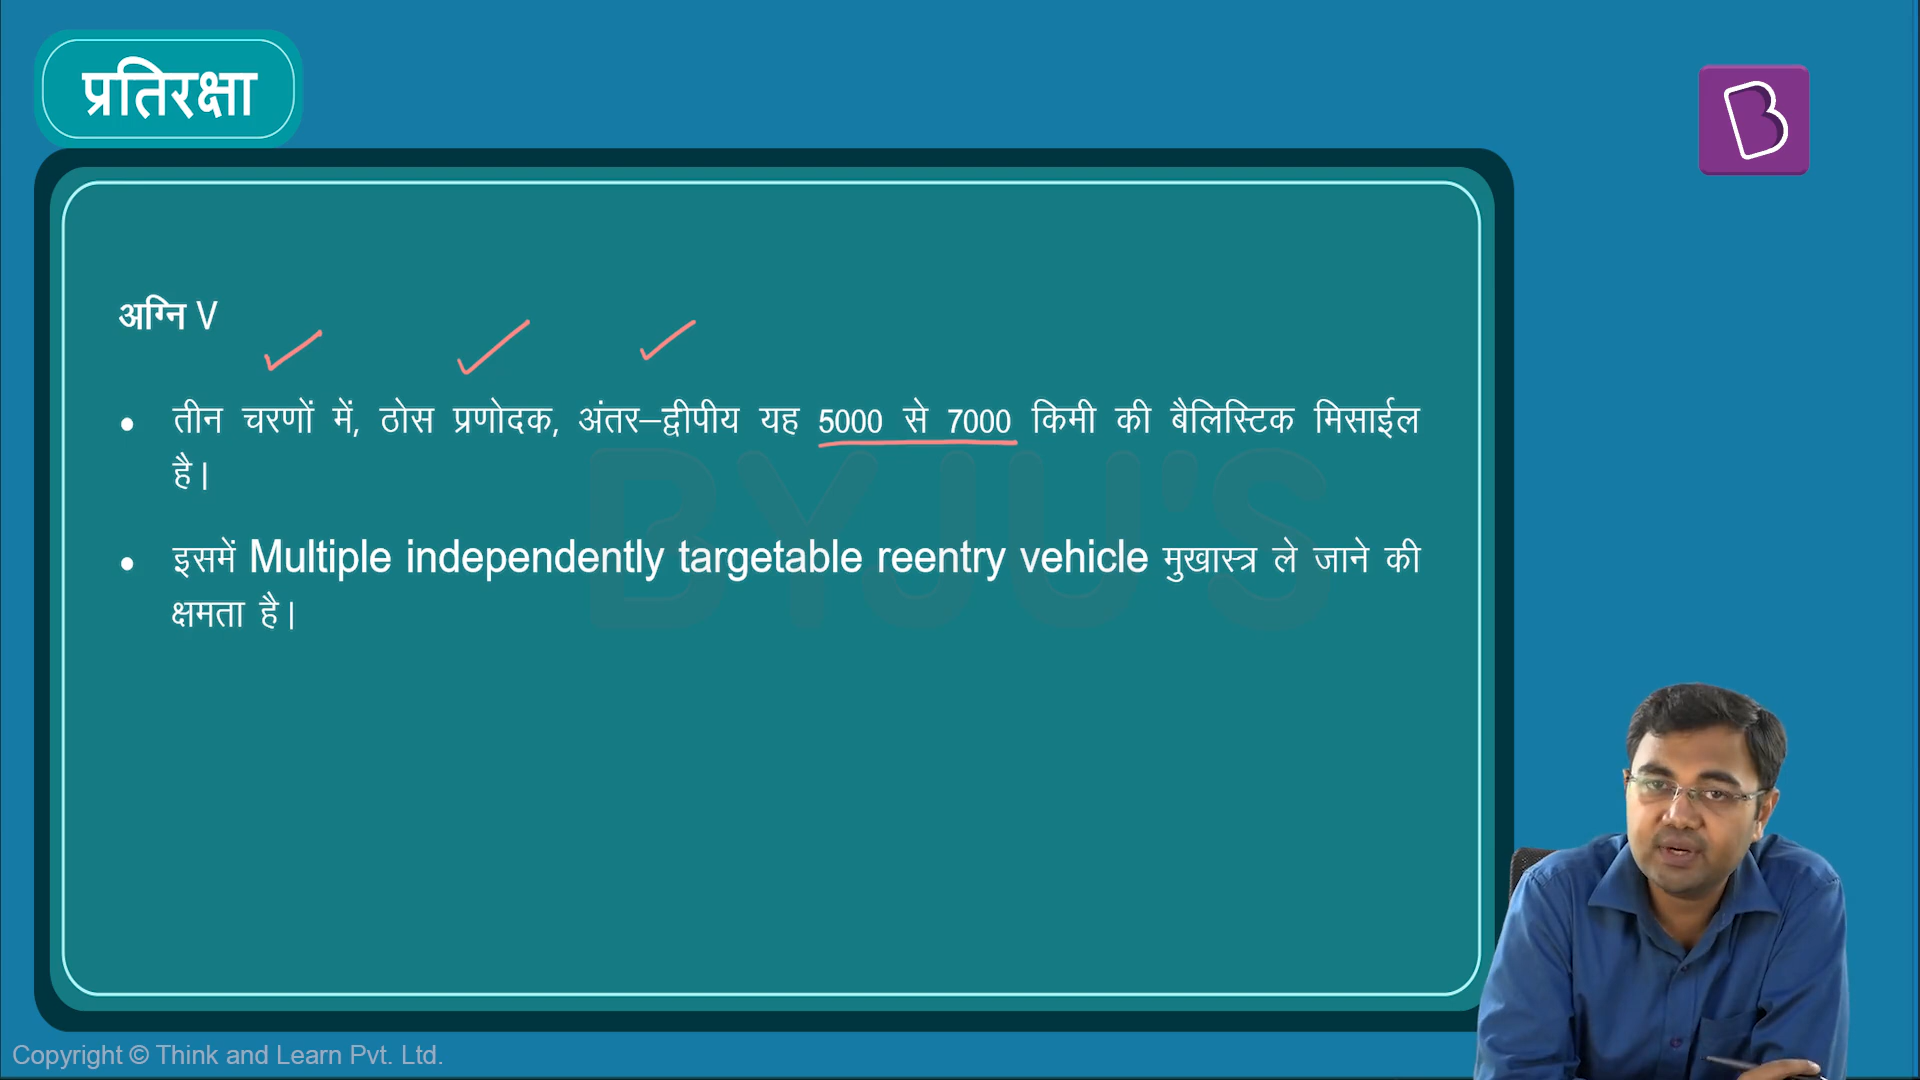 प्रतिरक्षा
B
अग्नि V
• तीन चरणों में, ठोस प्रणोदक, अंतर–द्वीपीय यह 5000 से 7000 किमी की बैलिस्टिक मिसाईल
है।
• इसमें Multiple independently targetable reentry vehicle मुखास्त्र ले जाने की
क्षमता है।
BYJU'S
Copyright © Think and Learn Pvt. Ltd.